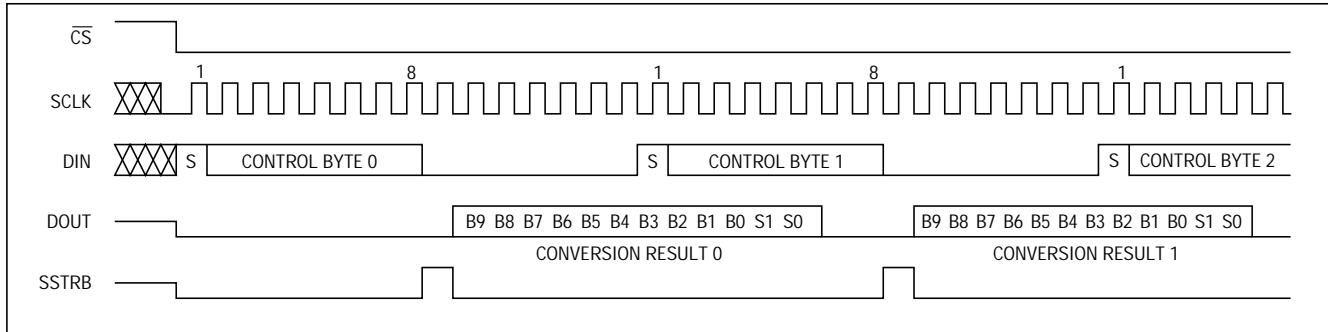 CS
1 8 1 8 1
SCLK
DIN S CONTROL BYTE 0 S CONTROL BYTE 1 S CONTROL BYTE 2
DOUT B9 B8 B7 B6 B5 B4 B3 B2 B1 B0 S1 S0 B9 B8 B7 B6 B5 B4 B3 B2 B1 B0 S1 S0
CONVERSION RESULT 0 CONVERSION RESULT 1
SSTRB